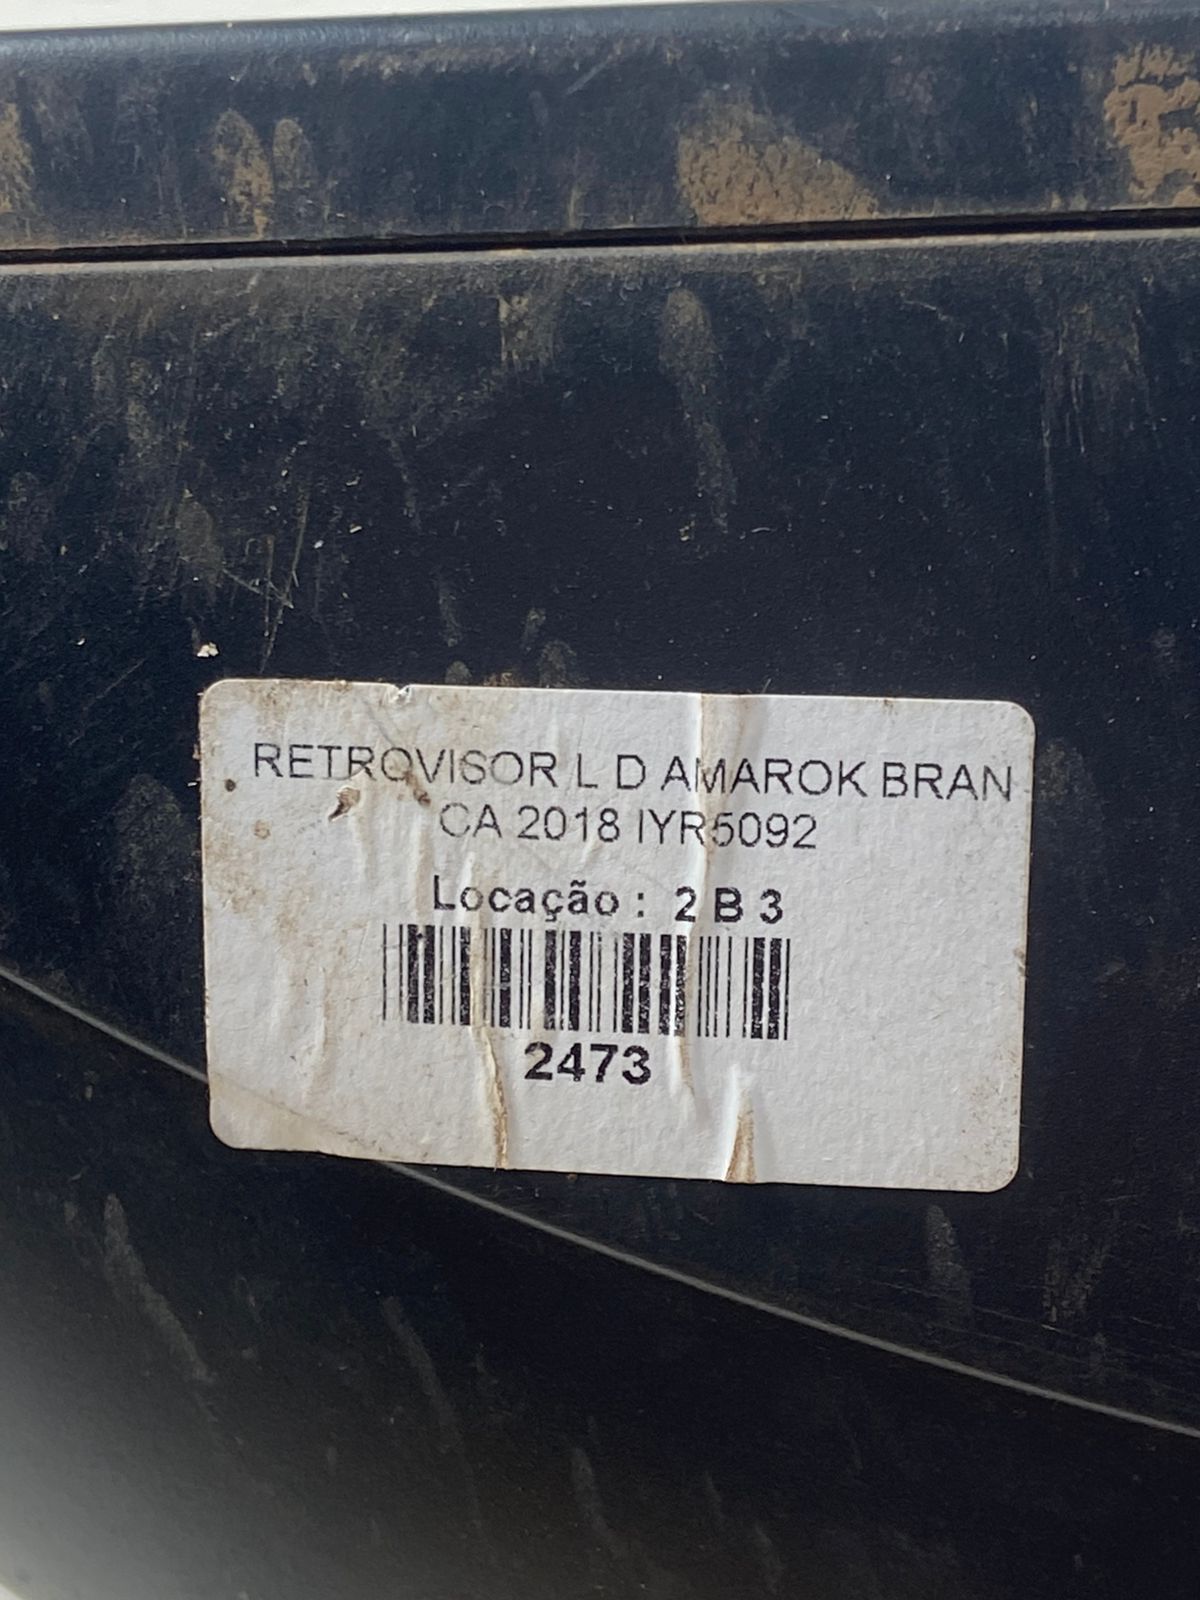 RETROVISOR L D AMAROK BRAN
CA 2018 IYR5092
Locação : 2 B 3
2473